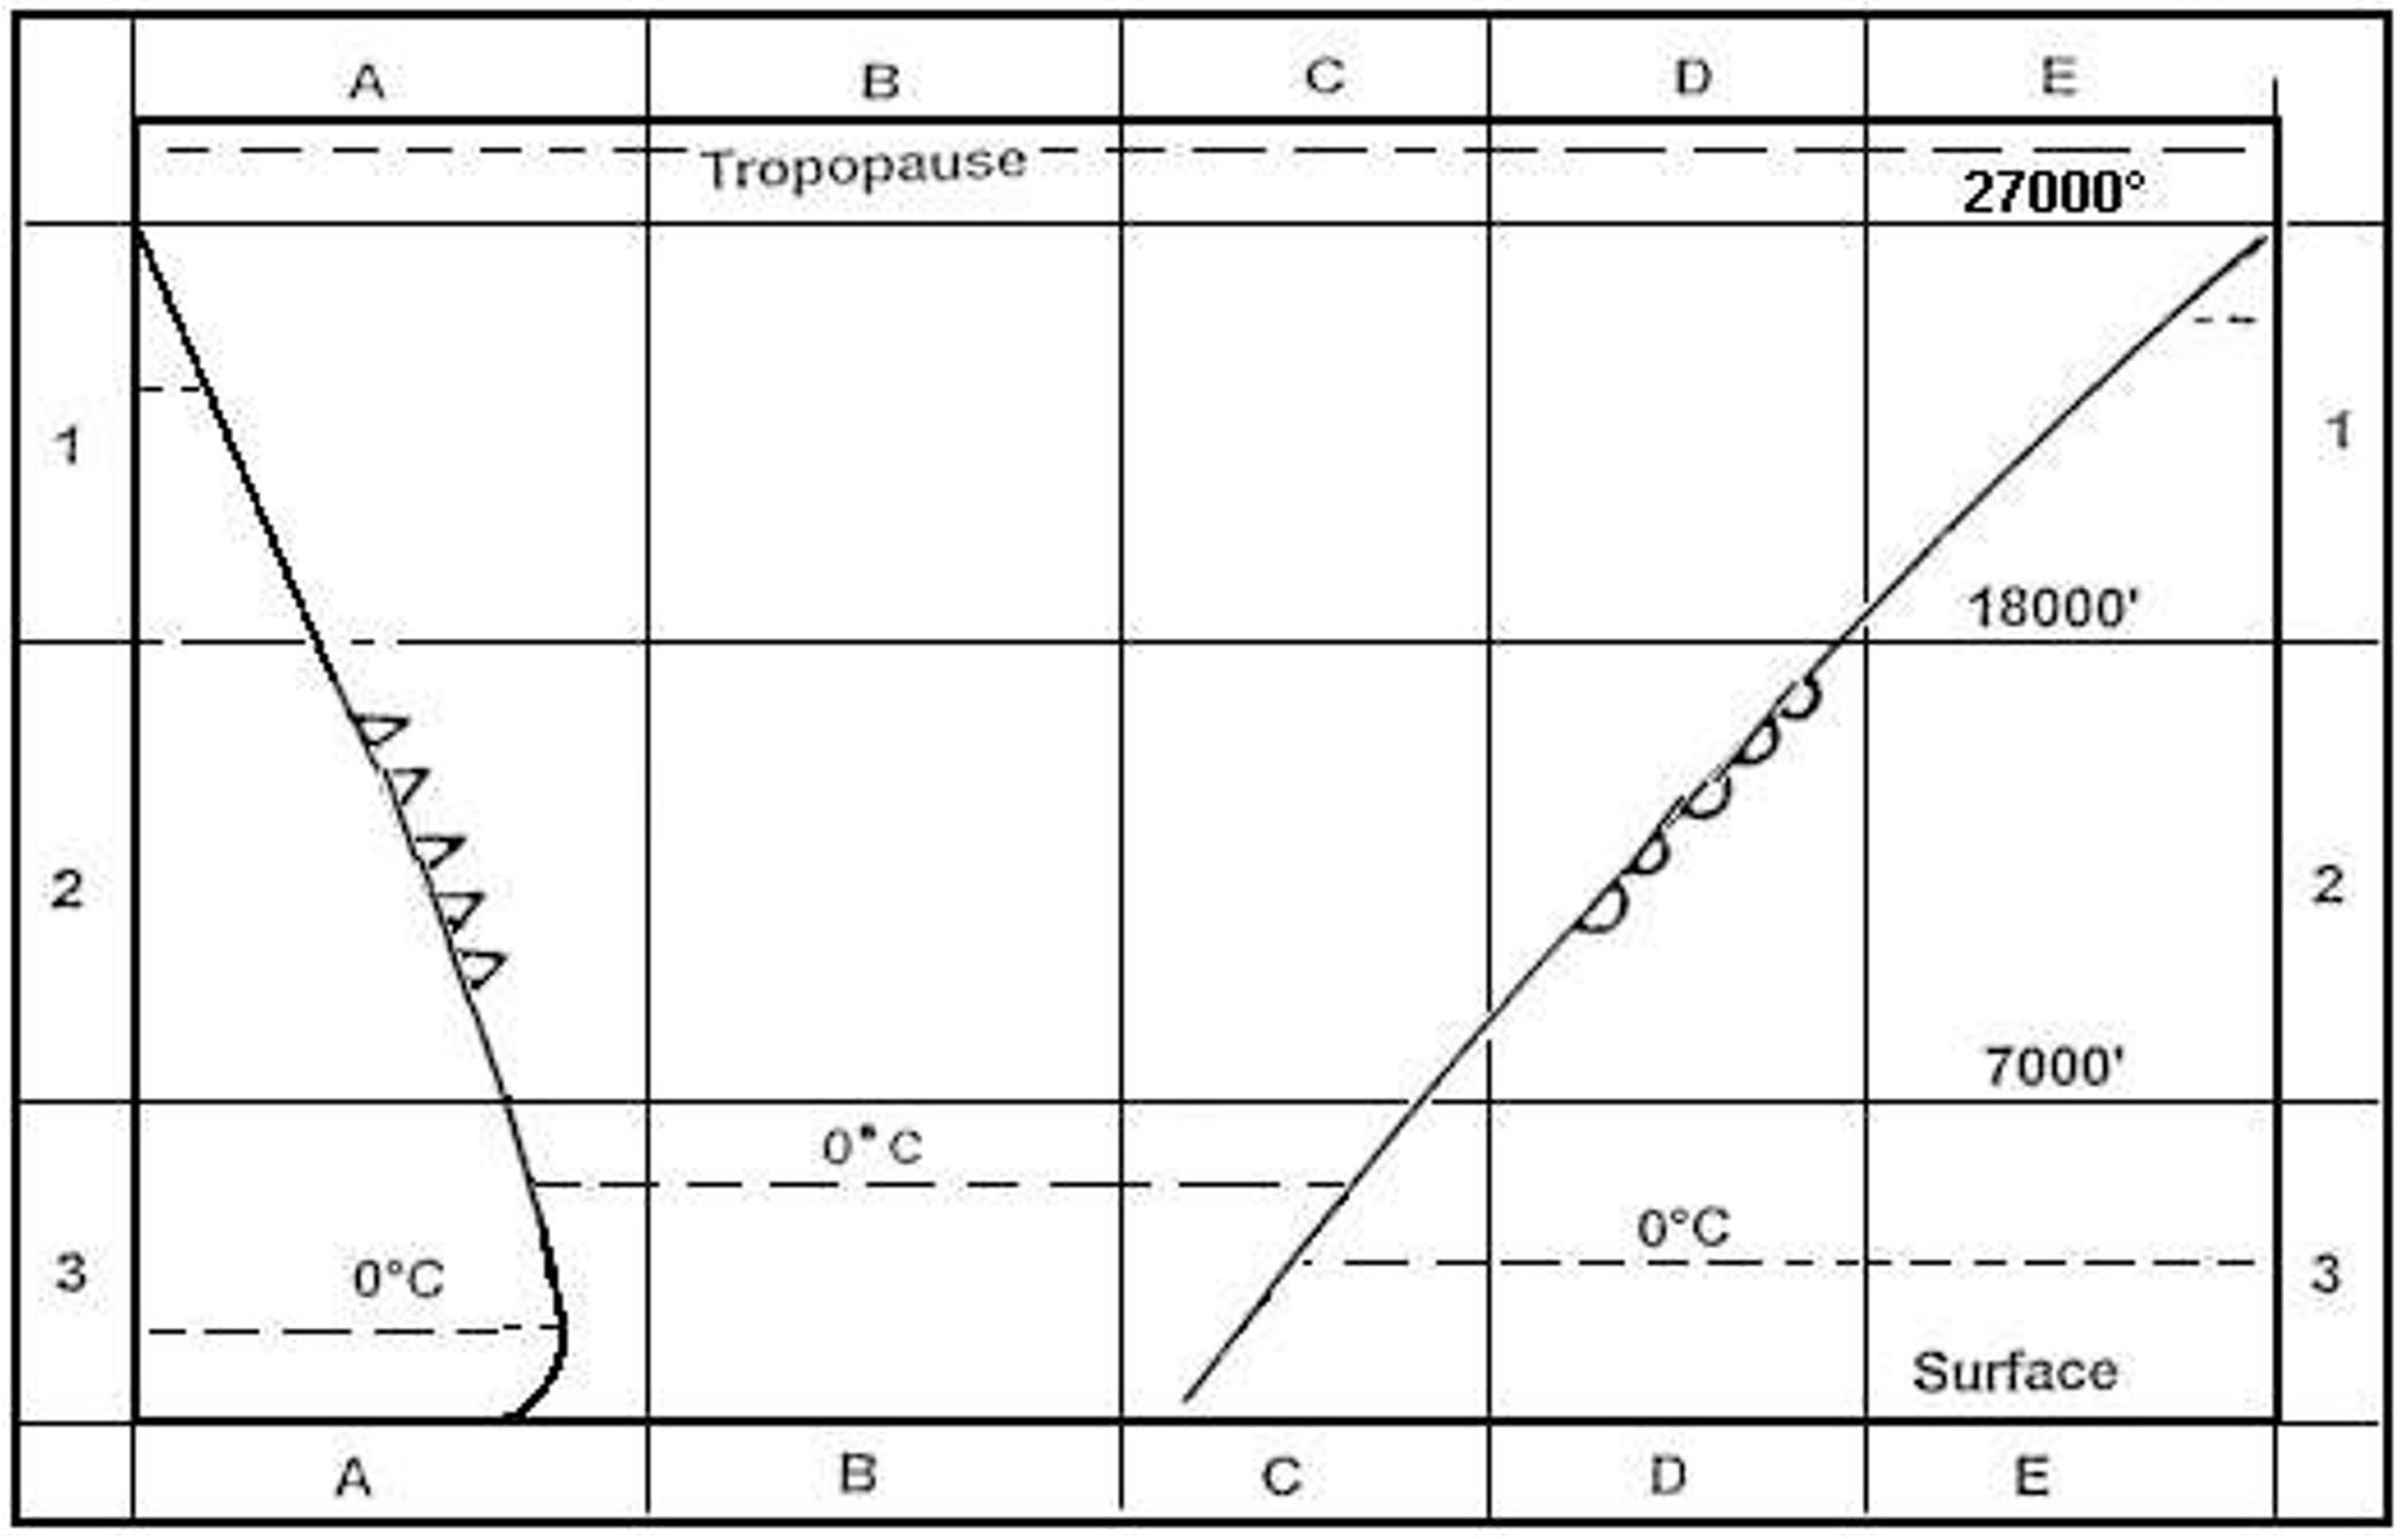 A B C D E
Tropopause
27000°
1 1
18000'
2 2
7000'
0°C
0°C
0°C
3 3
Surface
A B C D E